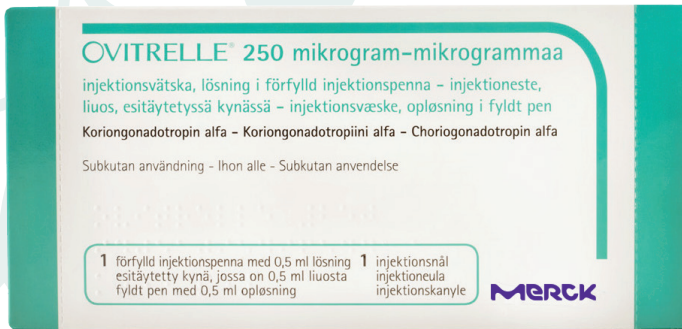 OVITRELLE® 250 mikrogram-mikrogrammaa
injektionsvätska, lösning i förfylld injektionspenna – injektioneste,
liuos, esitäytetyssä kynässä – injektionsvæske, opløsning i fyldt pen
Koriongonadotropin alfa – Koriongonadotropiini alfa – Choriogonadotropin alfa
Subkutan användning - Ihon alle - Subkutan anvendelse
1 förfylld injektionspenna med 0,5 ml lösning
esitäytetty kynä, jossa on 0,5 ml liuosta
fyldt pen med 0,5 ml opløsning
1 injektionsnål
injektioneula
injektionskanyle
MERCK